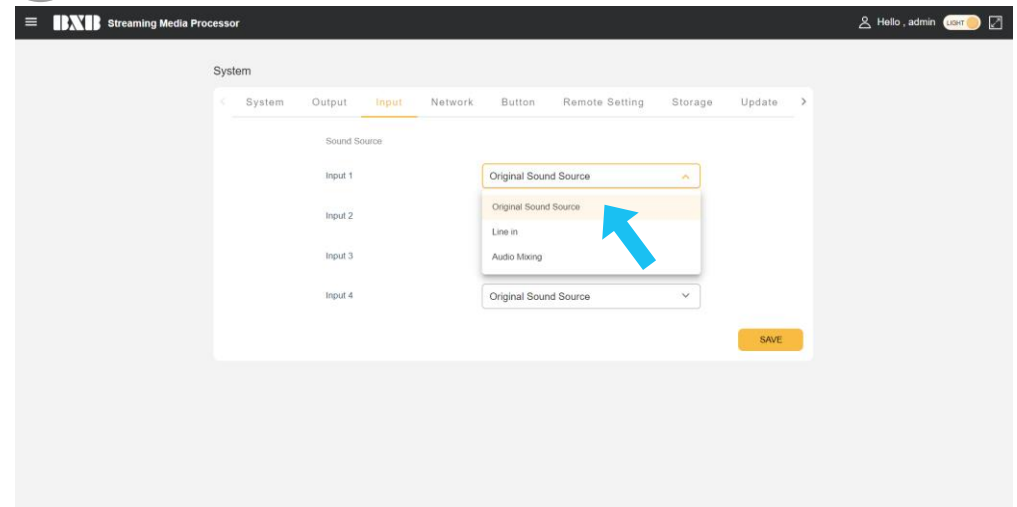 BXB Streaming Media Processor Hello , admin LIGHT
System
System Output Input Network Button Remote Setting Storage Update
Sound Source
Input 1 Original Sound Source
Original Sound Source
Input 2
Line in
Input 3 Audio Mixing
Input 4 Original Sound Source
SAVE